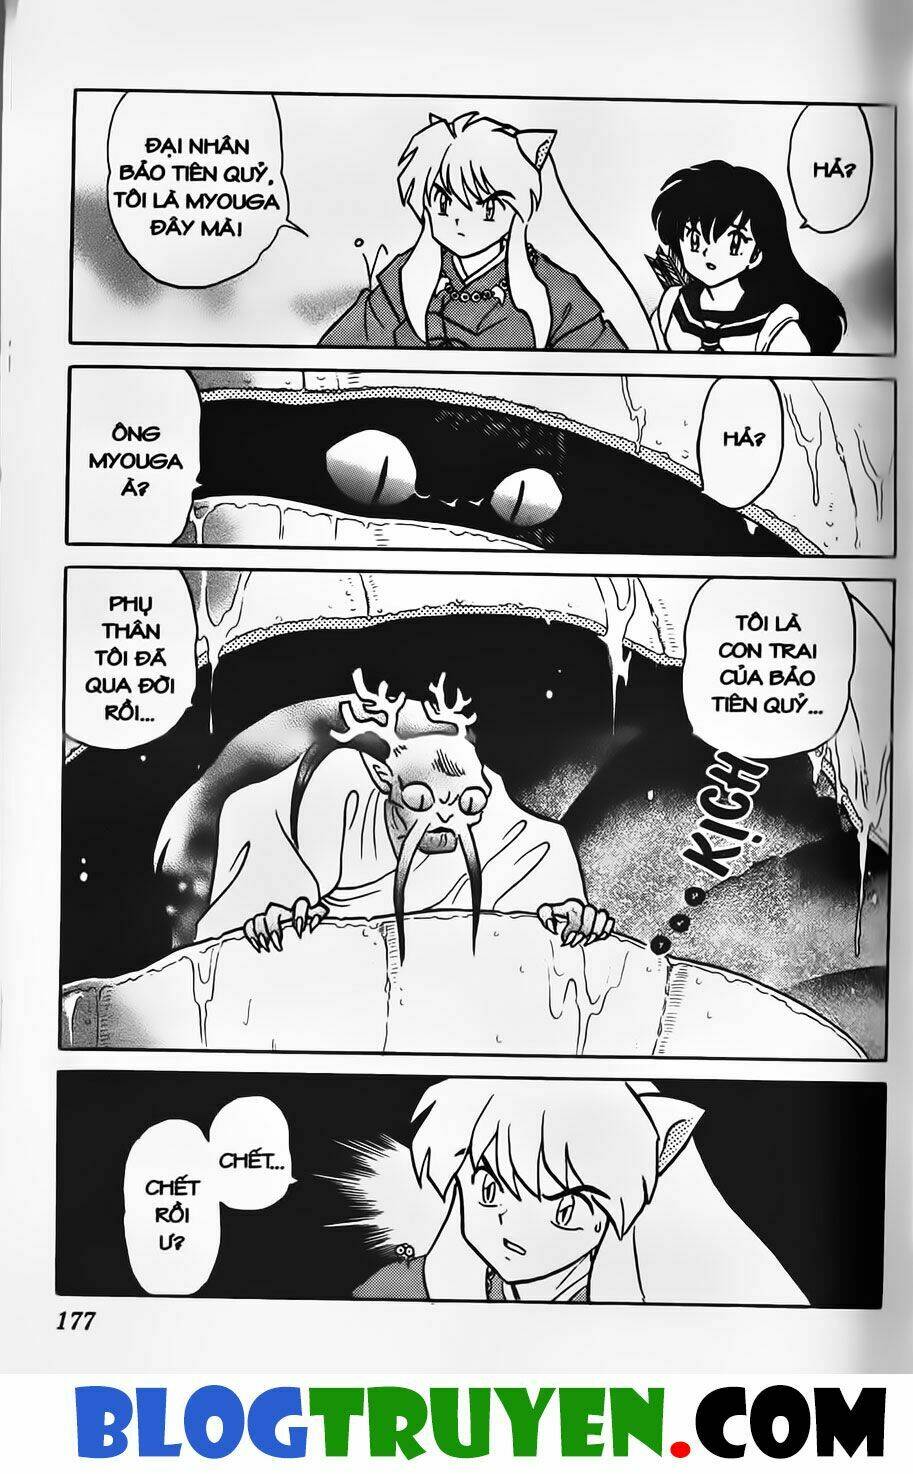 HẢ?
ĐẠI NHÂN
BẢO TIÊN QUỶ,
TÔI LÀ MYOUGA
ĐÂY MÀ!
HẢ?
ÔNG
MYOUGA
À?
TÔI LÀ
CON TRAI
CỦA BẢO
TIÊN QUỶ...
PHỤ
THÂN
TÔI ĐÃ
QUA ĐỜI
RỒI...
KỊCH
CHẾT...
CHẾT
RỒI
Ư?
177
BLOGTRUYEN.COM